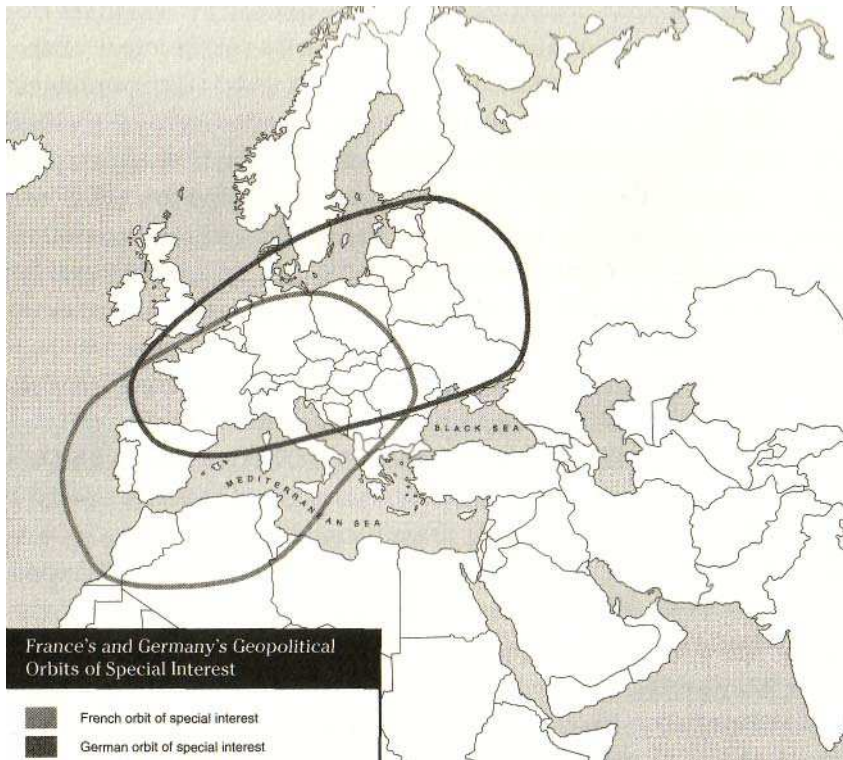 BLACK SEA
MEDITERRANEAN SEA
France's and Germany's Geopolitical
Orbits of Special Interest
French orbit of special interest
German orbit of special interest